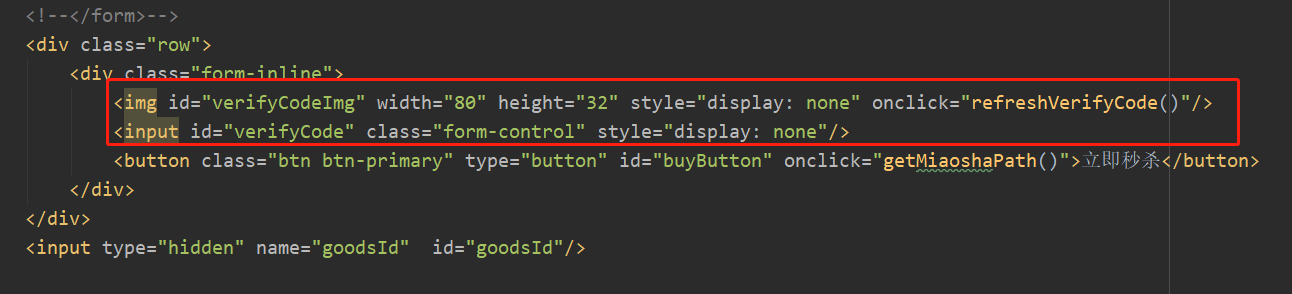 <!--</form>-->
<div class="row">
<div class="form-inline">
<img id="verifyCodeImg" width="80" height="32" style="display: none" onclick="refreshVerifyCode()"/>
<input id="verifyCode" class="form-control" style="display: none"/>
<button class="btn btn-primary" type="button" id="buyButton" onclick="getMiaoshaPath()">立即秒杀</button>
</div>
</div>
<input type="hidden" name="goodsId"  id="goodsId"/>